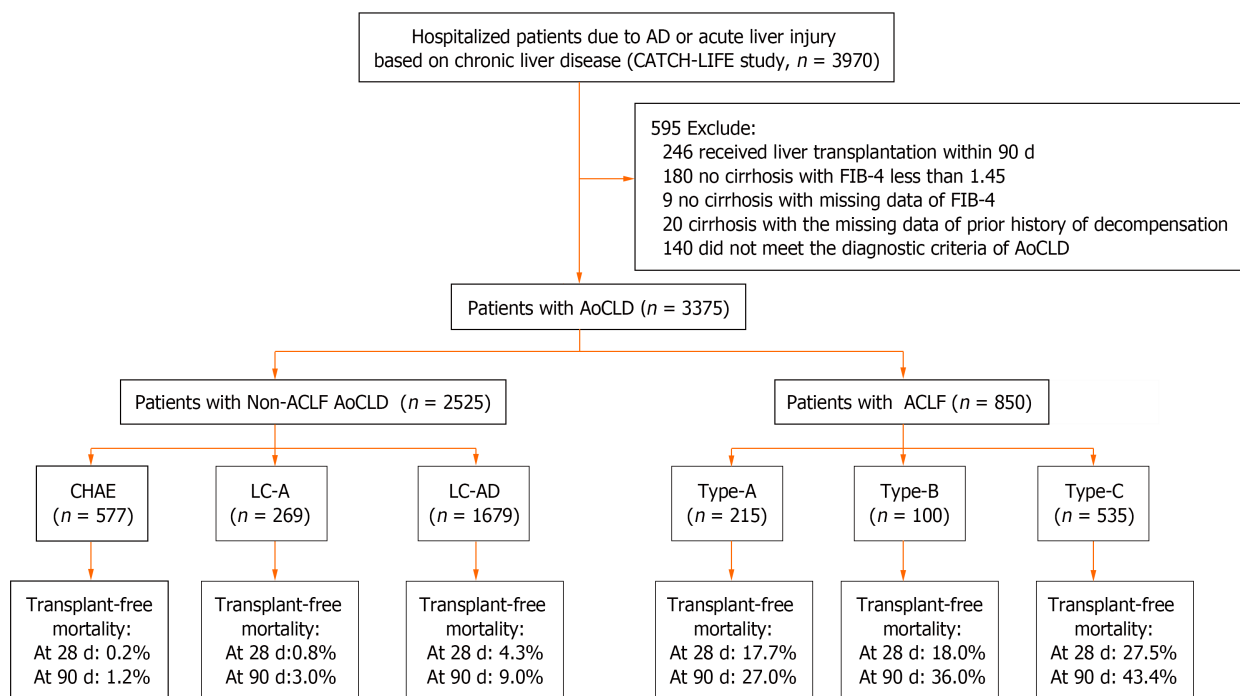 Hospitalized patients due to AD or acute liver injury
based on chronic liver disease (CATCH-LIFE study, n = 3970)
595 Exclude:
246 received liver transplantation within 90 d
180 no cirrhosis with FIB-4 less than 1.45
9 no cirrhosis with missing data of FIB-4
20 cirrhosis with the missing data of prior history of decompensation
140 did not meet the diagnostic criteria of AoCLD
Patients with AoCLD (n = 3375)
Patients with Non-ACLF AoCLD (n = 2525)
Patients with ACLF (n = 850)
CHAE
(n = 577)
LC-A
(n = 269)
LC-AD
(n = 1679)
Type-A
(n = 215)
Type-B
(n = 100)
Type-C
(n = 535)
Transplant-free
mortality:
At 28 d: 0.2%
At 90 d: 1.2%
Transplant-free
mortality:
At 28 d:0.8%
At 90 d:3.0%
Transplant-free
mortality:
At 28 d: 4.3%
At 90 d: 9.0%
Transplant-free
mortality:
At 28 d: 17.7%
At 90 d: 27.0%
Transplant-free
mortality:
At 28 d: 18.0%
At 90 d: 36.0%
Transplant-free
mortality:
At 28 d: 27.5%
At 90 d: 43.4%